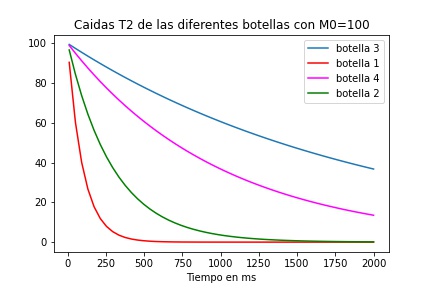 Caidas T2 de las diferentes botellas con M0=100
100
80
60
40
20
0
botella 3
botella 1
botella 4
botella 2
0 250 500 750 1000 1250 1500 1750 2000
Tiempo en ms